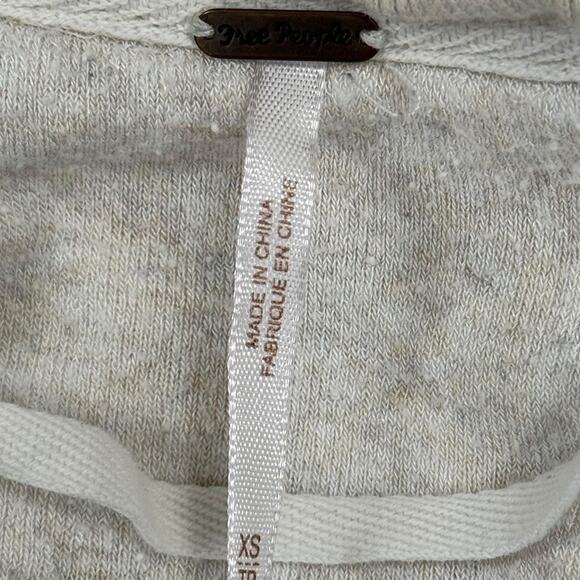 Free People
MADE IN CHINA
FABRIQUE EN CHINE
XS